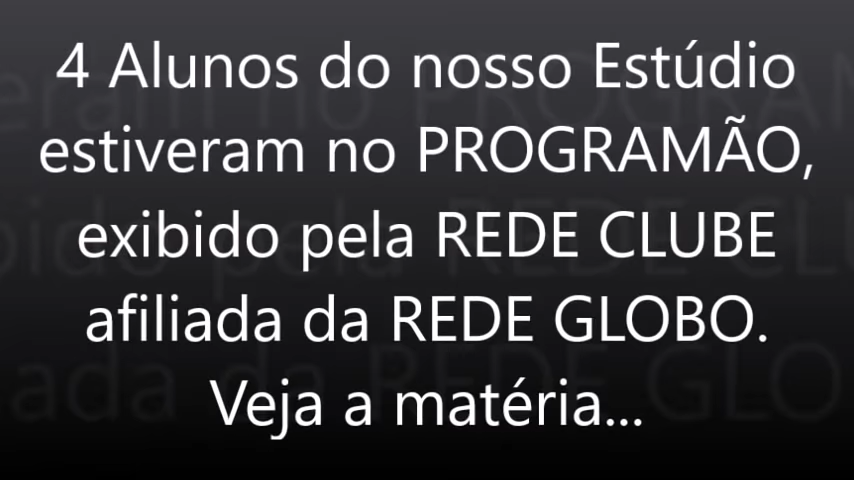 4 Alunos do nosso Estúdio
estiveram no PROGRAMÃO,
exibido pela REDE CLUBE
afiliada da REDE GLOBO.
Veja a matéria...